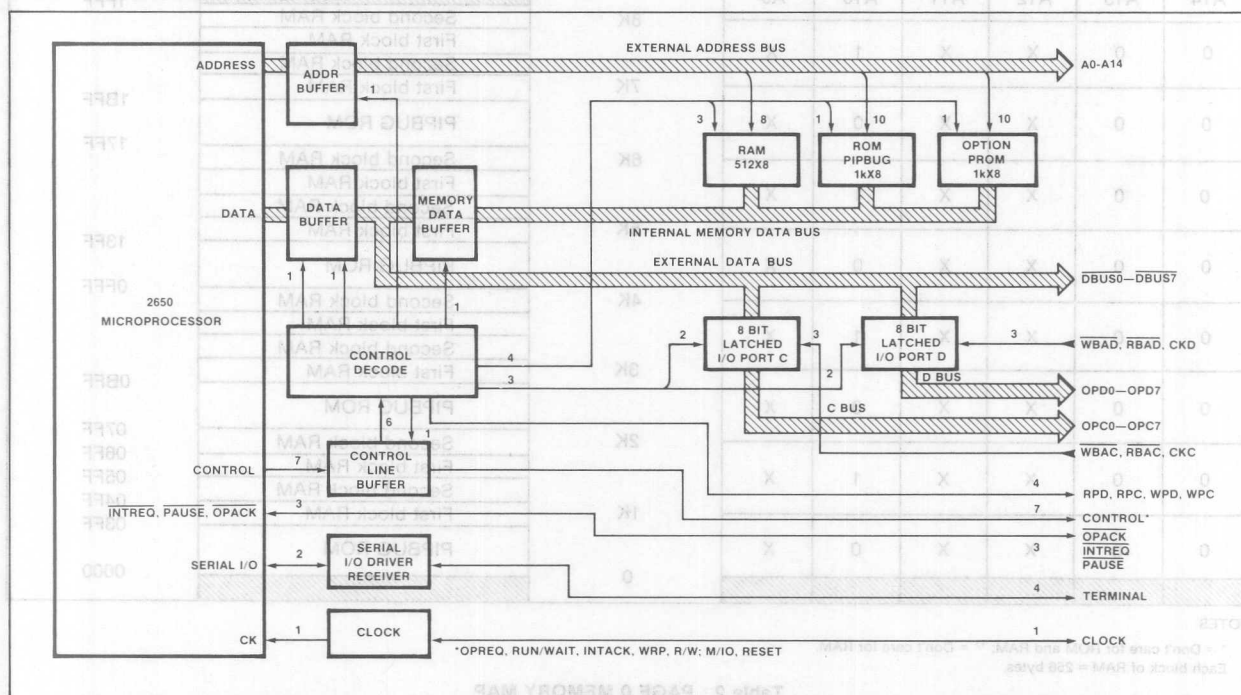 EXTERNAL ADDRESS BUS
ADDRESS
ADDR
BUFFER
A0-A14
1
3
8
1
10
1
10
RAM
512X8
ROM
PIPBUG
1kX8
OPTION
PROM
1kX8
DATA
DATA
BUFFER
MEMORY
DATA
BUFFER
INTERNAL MEMORY DATA BUS
EXTERNAL DATA BUS
DBUS0—DBUS7
1
1
1
2650
MICROPROCESSOR
CONTROL
DECODE
4
3
2
8 BIT
LATCHED
I/O PORT C
3
2
8 BIT
LATCHED
I/O PORT D
3
WBAD, RBAD, CKD
D BUS
OPD0—OPD7
C BUS
OPC0—OPC7
6
1
WBAC, RBAC, CKC
CONTROL
7
CONTROL
LINE
BUFFER
4
RPD, RPC, WPD, WPC
7
CONTROL*
INTREQ, PAUSE, OPACK
3
OPACK
3
INTREQ
PAUSE
SERIAL I/O
2
SERIAL
I/O DRIVER
RECEIVER
4
TERMINAL
CK
1
CLOCK
1
CLOCK
*OPREQ, RUN/WAIT, INTACK, WRP, R/W; M/IO, RESET